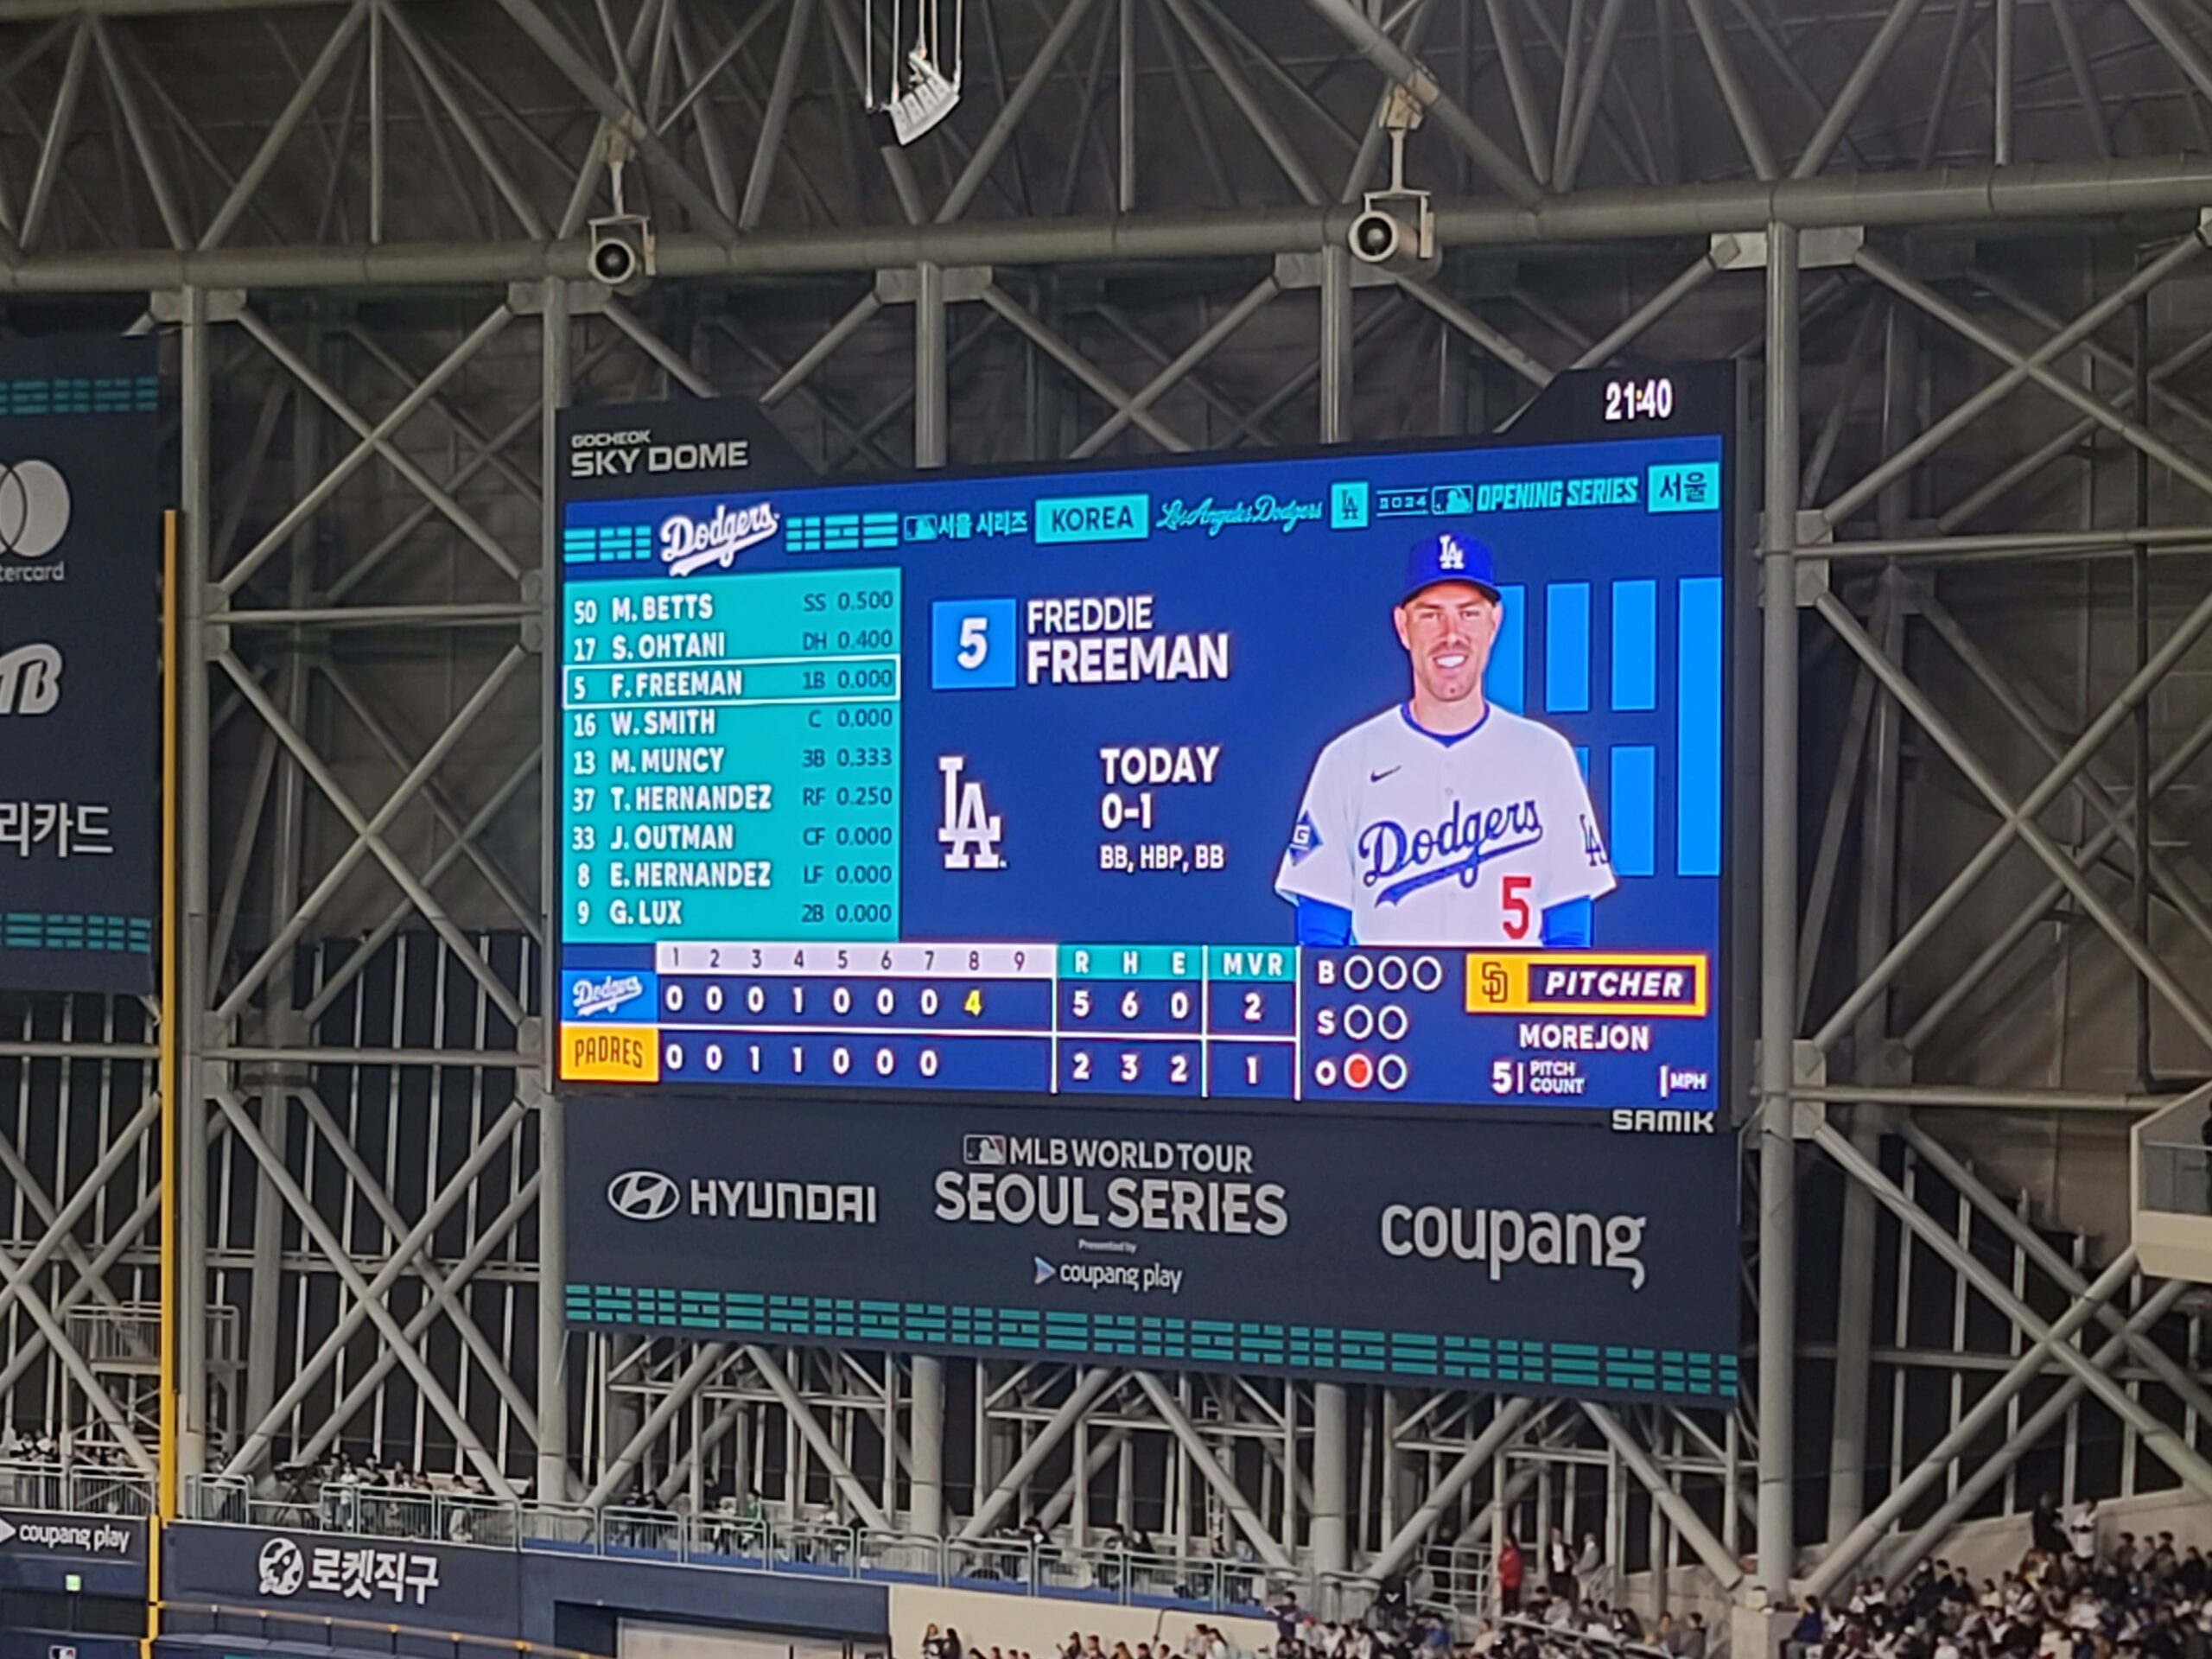 21:40
GOCHEOK
SKY DOME
Dodgers
서울 시리즈
KOREA
Los Angeles Dodgers
LA
2024
OPENING SERIES
서울
50 M. BETTS SS 0.500
17 S. OHTANI DH 0.400
5 F. FREEMAN 1B 0.000
16 W. SMITH C 0.000
13 M. MUNCY 3B 0.333
37 T. HERNANDEZ RF 0.250
33 J. OUTMAN CF 0.000
8 E. HERNANDEZ LF 0.000
9 G. LUX 2B 0.000
5 FREDDIE
FREEMAN
LA
TODAY
0-1
BB, HBP, BB
LA
G
Dodgers
LA
5
1 2 3 4 5 6 7 8 9 R H E MVR
Dodgers 0 0 0 1 0 0 0 4 5 6 0 2
PADRES 0 0 1 1 0 0 0 2 3 2 1
B
S
O
SD PITCHER
MOREJON
5 PITCH COUNT MPH
SAMIK
HYUNDAI
MLB WORLD TOUR
SEOUL SERIES
Presented by
coupang play
coupang
tercard
리카드
coupang play
로켓직구